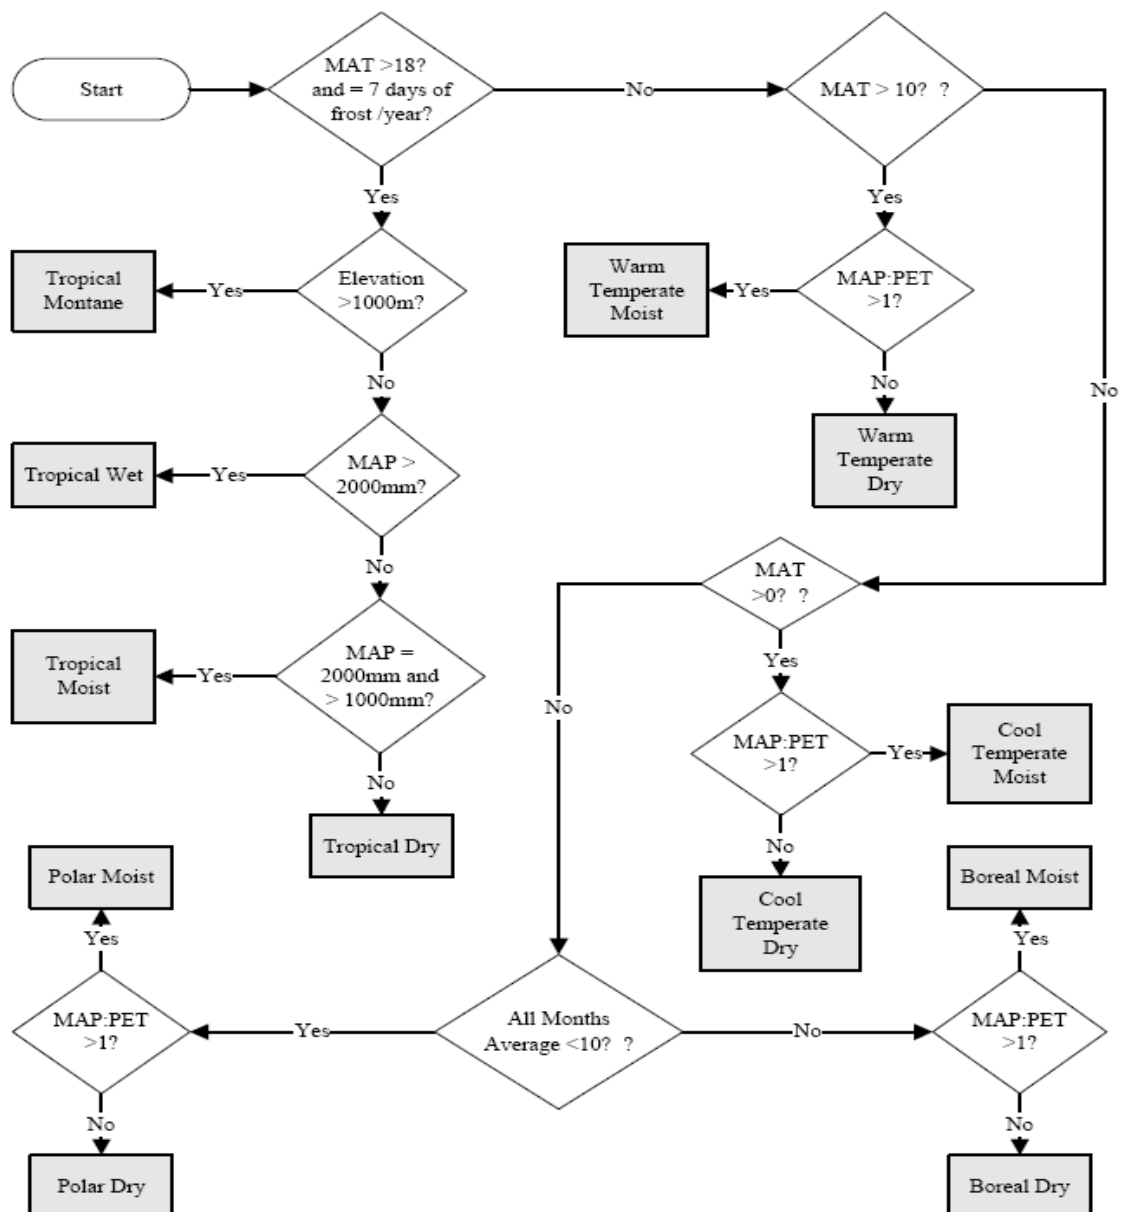 Start
MAT >18?
and = 7 days of
frost /year?
No
MAT > 10? ?
Yes
Yes
Tropical
Montane
Yes
Elevation
>1000m?
Warm
Temperate
Moist
Yes
MAP:PET
>1?
No
No
No
Warm
Temperate
Dry
Tropical Wet
Yes
MAP >
2000mm?
No
MAT
>0? ?
Yes
Tropical
Moist
Yes
MAP =
2000mm and
> 1000mm?
No
MAP:PET
>1?
Yes
Cool
Temperate
Moist
No
Tropical Dry
No
Cool
Temperate
Dry
Polar Moist
Yes
Boreal Moist
Yes
MAP:PET
>1?
Yes
All Months
Average <10? ?
No
MAP:PET
>1?
No
No
Polar Dry
Boreal Dry